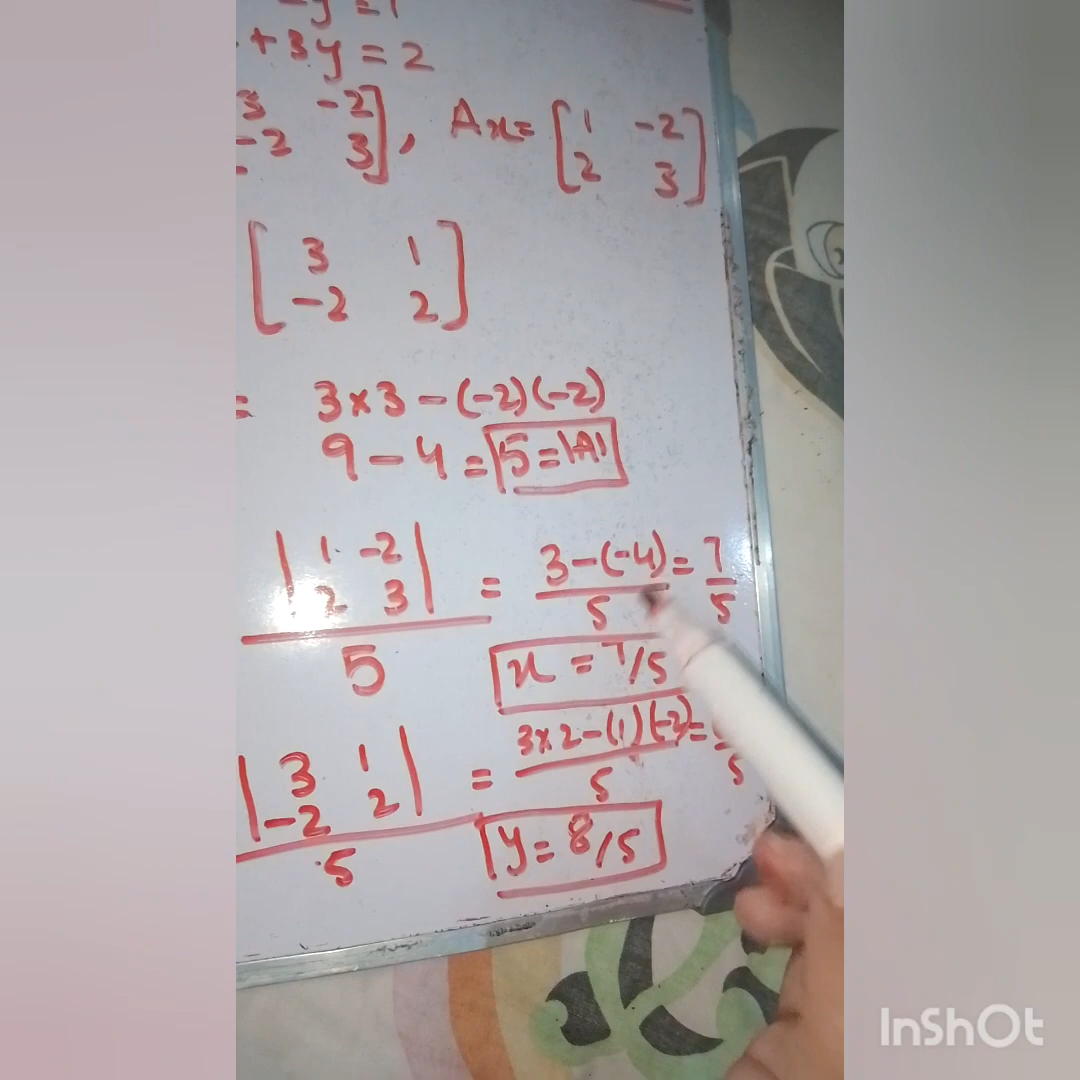 -y=1
+3y=2
3 -2
-2 3 , Ax= [1 -2
2 3]
[3 1
-2 2]
= 3×3-(-2)(-2)
9-4=5=|A|
|1 -2
2 3|
5
= 3-(-4)
5
= 7
5
x=7/5
|3 1
-2 2|
5
= 3×2-(1)(-2)
5
=
5
y=8/5
InShOt